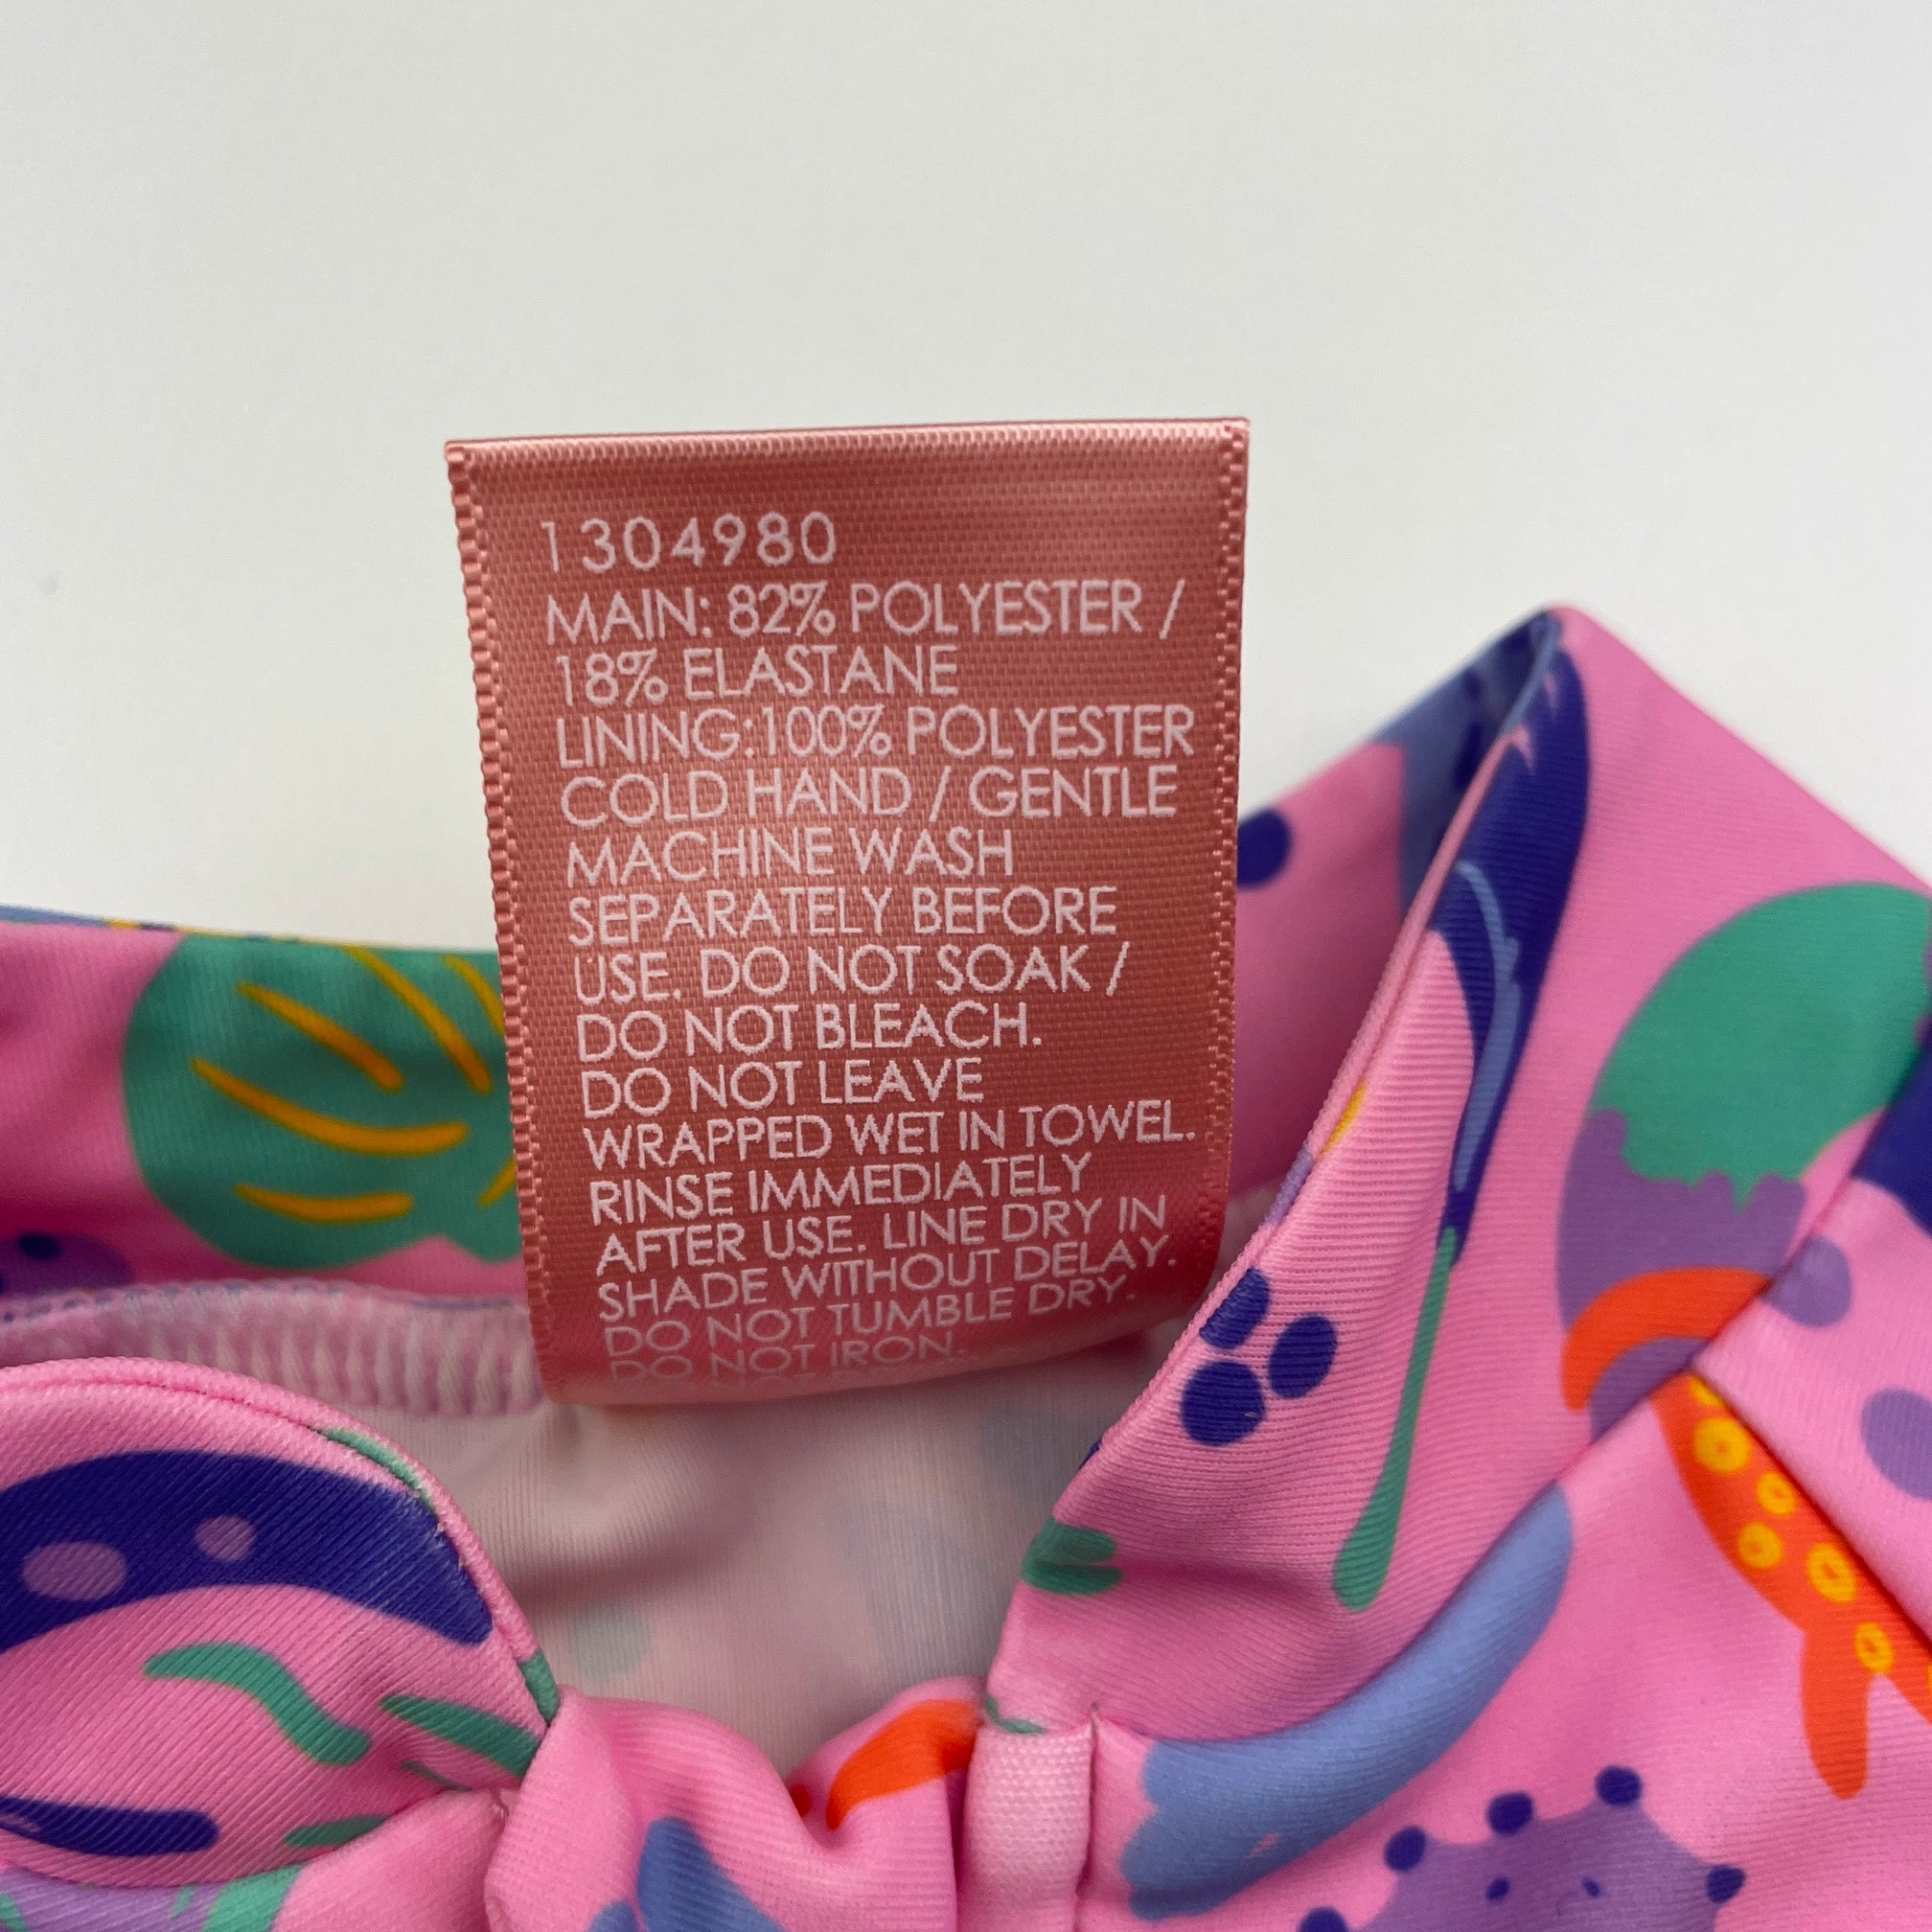 1304980
MAIN: 82% POLYESTER /
18% ELASTANE
LINING:100% POLYESTER
COLD HAND / GENTLE
MACHINE WASH
SEPARATELY BEFORE
USE. DO NOT SOAK /
DO NOT BLEACH.
DO NOT LEAVE
WRAPPED WET IN TOWEL.
RINSE IMMEDIATELY
AFTER USE. LINE DRY IN
SHADE WITHOUT DELAY.
DO NOT TUMBLE DRY.
DO NOT IRON.